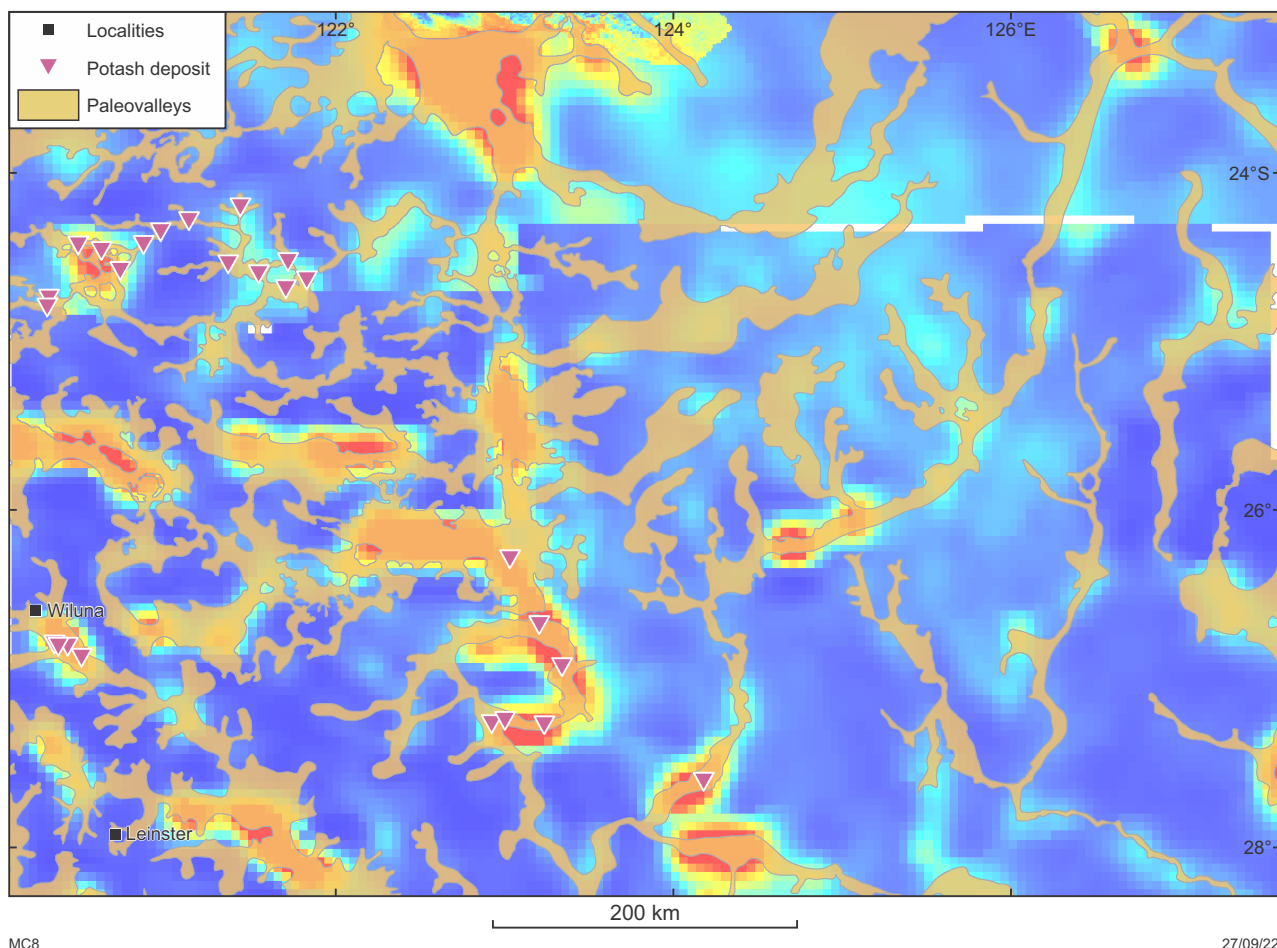 Localities
Potash deposit
Paleovalleys
122°
124°
126°E
24°S
26°
28°
Wiluna
Leinster
200 km
MC8
27/09/22